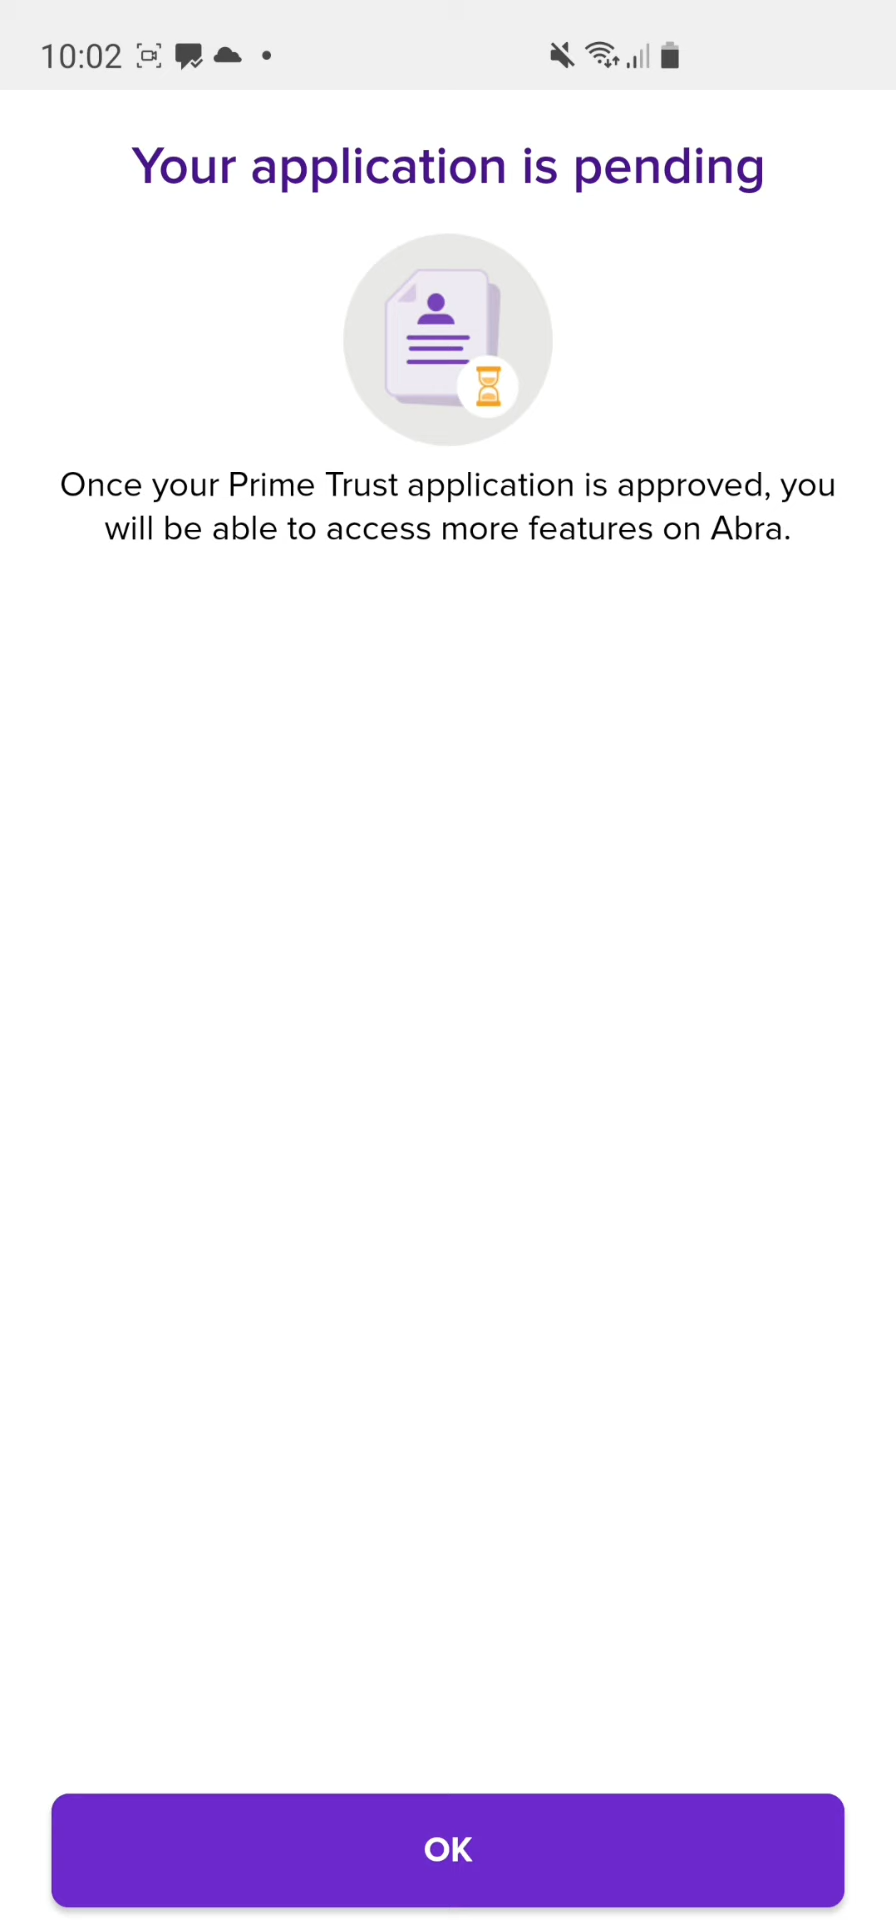 10:02
Your application is pending
Once your Prime Trust application is approved, you
will be able to access more features on Abra.
OK